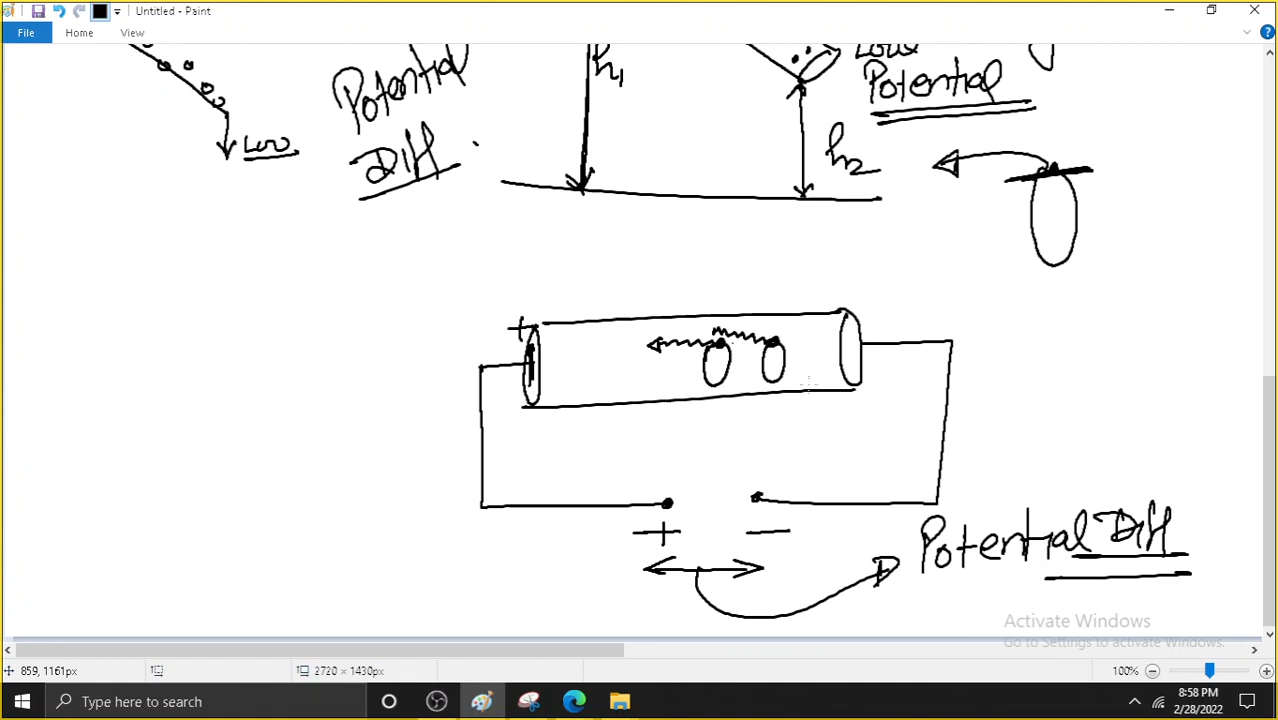 Untitled - Paint
File Home View
Low
Potential
Diff
h1
Low
Potential
h2
+
+ −
Potential Diff
Activate Windows
Go to Settings to activate Windows.
859, 1161px
2720 × 1430px
100%
Type here to search
8:58 PM
2/28/2022